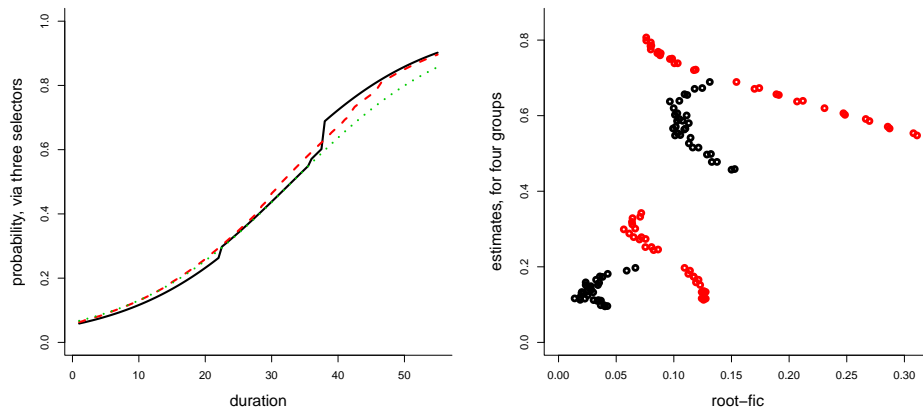 probability, via three selectors
1.0
0.8
0.6
0.4
0.2
0.0
0 10 20 30 40 50
duration
estimates, for four groups
0.8
0.6
0.4
0.2
0.0
0.00 0.05 0.10 0.15 0.20 0.25 0.30
root−fic